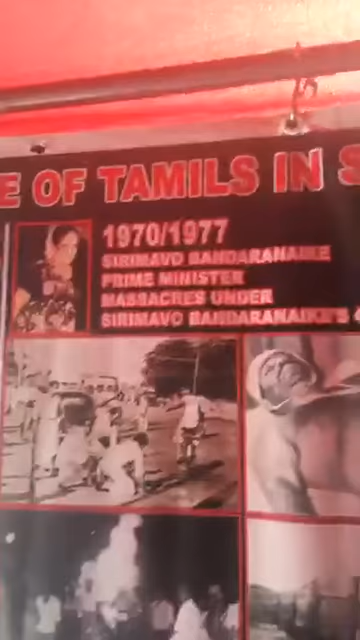 E OF TAMILS IN S
1970/1977
SIRIMAVO BANDARANAIKE
PRIME MINISTER
MASSACRES UNDER
SIRIMAVO BANDARANAIKE'S